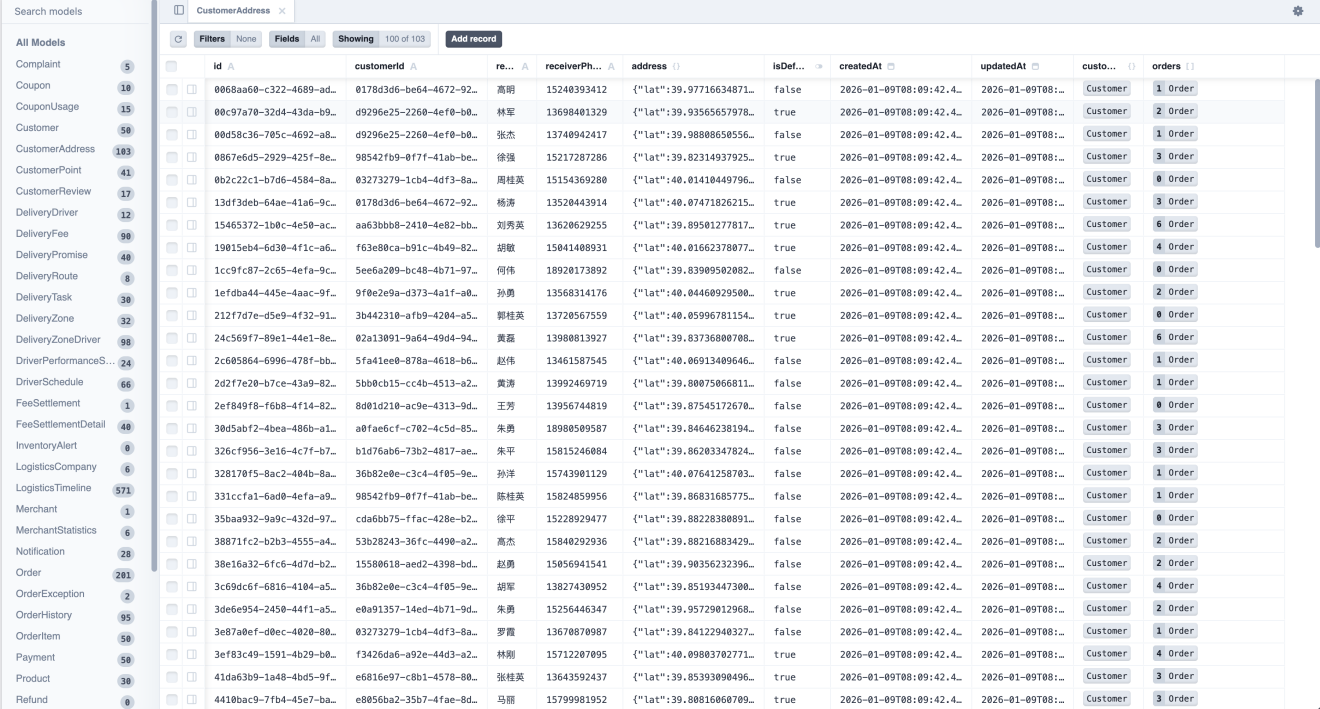 Search models
CustomerAddress
Filters None Fields All Showing 100 of 103 Add record
All Models
Complaint 5
Coupon 10
CouponUsage 15
Customer 50
CustomerAddress 103
CustomerPoint 41
CustomerReview 17
DeliveryDriver 12
DeliveryFee 90
DeliveryPromise 40
DeliveryRoute 8
DeliveryTask 30
DeliveryZone 32
DeliveryZoneDriver 98
DriverPerformanceS... 24
DriverSchedule 66
FeeSettlement 1
FeeSettlementDetail 40
InventoryAlert 0
LogisticsCompany 6
LogisticsTimeline 571
Merchant 1
MerchantStatistics 6
Notification 28
Order 201
OrderException 2
OrderHistory 95
OrderItem 50
Payment 50
Product 30
Refund 0
id A customerId A re... A receiverPh... A address {} isDef... createdAt updatedAt custo... {} orders []
0068aa60-c322-4689-ad… 0178d3d6-be64-4672-92… 高明 15240393412 {"lat":39.97716634871… false 2026-01-09T08:09:42.4… 2026-01-09T08:… Customer 1 Order
00c97a70-32d4-43da-b9… d9296e25-2260-4ef0-b0… 林军 13698401329 {"lat":39.93565657978… true 2026-01-09T08:09:42.4… 2026-01-09T08:… Customer 2 Order
00d58c36-705c-4692-a8… d9296e25-2260-4ef0-b0… 张杰 13740942417 {"lat":39.98808650556… false 2026-01-09T08:09:42.4… 2026-01-09T08:… Customer 1 Order
0867e6d5-2929-425f-8e… 98542fb9-0f7f-41ab-be… 徐强 15217287286 {"lat":39.82314937925… true 2026-01-09T08:09:42.4… 2026-01-09T08:… Customer 3 Order
0b2c22c1-b7d6-4584-8a… 03273279-1cb4-4df3-8a… 周桂英 15154369280 {"lat":40.01410449796… false 2026-01-09T08:09:42.4… 2026-01-09T08:… Customer 0 Order
13df3deb-64ae-41a6-9c… 0178d3d6-be64-4672-92… 杨涛 13520443914 {"lat":40.07471826215… true 2026-01-09T08:09:42.4… 2026-01-09T08:… Customer 3 Order
15465372-1b0c-4e50-ac… aa63bbb8-2410-4e82-bb… 刘秀英 13620629255 {"lat":39.89501277817… true 2026-01-09T08:09:42.4… 2026-01-09T08:… Customer 6 Order
19015eb4-6d30-4f1c-a6… f63e80ca-b91c-4b49-82… 胡敏 15041408931 {"lat":40.01662378077… true 2026-01-09T08:09:42.4… 2026-01-09T08:… Customer 4 Order
1cc9fc87-2c65-4efa-9c… 5ee6a209-bc48-4b71-97… 何伟 18920173892 {"lat":39.83909502082… false 2026-01-09T08:09:42.4… 2026-01-09T08:… Customer 0 Order
1efdba44-445e-4aac-9f… 9f0e2e9a-d373-4a1f-a0… 孙勇 13568314176 {"lat":40.04460929500… true 2026-01-09T08:09:42.4… 2026-01-09T08:… Customer 2 Order
212f7d7e-d5e9-4f32-91… 3b442310-afb9-4204-a5… 郭桂英 13720567559 {"lat":40.05996781154… true 2026-01-09T08:09:42.4… 2026-01-09T08:… Customer 0 Order
24c569f7-89e1-44e1-8e… 02a13091-9a64-49d4-94… 黄磊 13980813927 {"lat":39.83736800708… true 2026-01-09T08:09:42.4… 2026-01-09T08:… Customer 6 Order
2c605864-6996-478f-bb… 5fa41ee0-878a-4618-b6… 赵伟 13461587545 {"lat":40.06913409646… false 2026-01-09T08:09:42.4… 2026-01-09T08:… Customer 1 Order
2d2f7e20-b7ce-43a9-82… 5bb0cb15-cc4b-4513-a2… 黄涛 13992469719 {"lat":39.80075066811… false 2026-01-09T08:09:42.4… 2026-01-09T08:… Customer 1 Order
2ef849f8-f6b8-4f14-82… 8d01d210-ac9e-4313-9d… 王芳 13956744819 {"lat":39.87545172670… false 2026-01-09T08:09:42.4… 2026-01-09T08:… Customer 0 Order
30d5abf2-4bea-486b-a1… a0fae6cf-c702-4c5d-85… 朱勇 18980509587 {"lat":39.84646238194… false 2026-01-09T08:09:42.4… 2026-01-09T08:… Customer 3 Order
326cf956-3e16-4c7f-b7… b1d76ab6-73b2-4817-ae… 朱平 15815246084 {"lat":39.86203347824… false 2026-01-09T08:09:42.4… 2026-01-09T08:… Customer 3 Order
328170f5-8ac2-404b-8a… 36b82e0e-c3c4-4f05-9e… 孙洋 15743901129 {"lat":40.07641258703… false 2026-01-09T08:09:42.4… 2026-01-09T08:… Customer 1 Order
331ccfa1-6ad0-4efa-a9… 98542fb9-0f7f-41ab-be… 陈桂英 15824859956 {"lat":39.86831685775… false 2026-01-09T08:09:42.4… 2026-01-09T08:… Customer 1 Order
35baa932-9a9c-432d-97… cda6bb75-ffac-428e-b2… 徐平 15228929477 {"lat":39.88228380891… false 2026-01-09T08:09:42.4… 2026-01-09T08:… Customer 0 Order
38871fc2-b2b3-4555-a4… 53b28243-36fc-4490-a2… 高杰 15840292936 {"lat":39.88216883429… false 2026-01-09T08:09:42.4… 2026-01-09T08:… Customer 2 Order
38e16a32-6fc6-4d7d-b2… 15580618-aed2-4398-bd… 赵勇 15056941541 {"lat":39.90356232396… false 2026-01-09T08:09:42.4… 2026-01-09T08:… Customer 2 Order
3c69dc6f-6816-4104-a5… 36b82e0e-c3c4-4f05-9e… 胡军 13827430952 {"lat":39.85193447300… false 2026-01-09T08:09:42.4… 2026-01-09T08:… Customer 4 Order
3de6e954-2450-44f1-a5… e0a91357-14ed-4b71-9d… 朱勇 15256446347 {"lat":39.95729012968… false 2026-01-09T08:09:42.4… 2026-01-09T08:… Customer 2 Order
3e87a0ef-d0ec-4020-80… 03273279-1cb4-4df3-8a… 罗霞 13670870987 {"lat":39.84122940327… false 2026-01-09T08:09:42.4… 2026-01-09T08:… Customer 1 Order
3ef83c49-1591-4b29-b0… f3426da6-a92e-44d3-a2… 林刚 15712207095 {"lat":40.09803702771… true 2026-01-09T08:09:42.4… 2026-01-09T08:… Customer 4 Order
41da63b9-1a48-4bd5-9f… e6816e97-c8b1-4578-80… 张桂英 13643592437 {"lat":39.85393090496… true 2026-01-09T08:09:42.4… 2026-01-09T08:… Customer 3 Order
4410bac9-7fb4-45e7-ba… e8056ba2-35b7-4fae-8d… 马丽 15799981952 {"lat":39.80816060709… true 2026-01-09T08:09:42.4… 2026-01-09T08:… Customer 3 Order